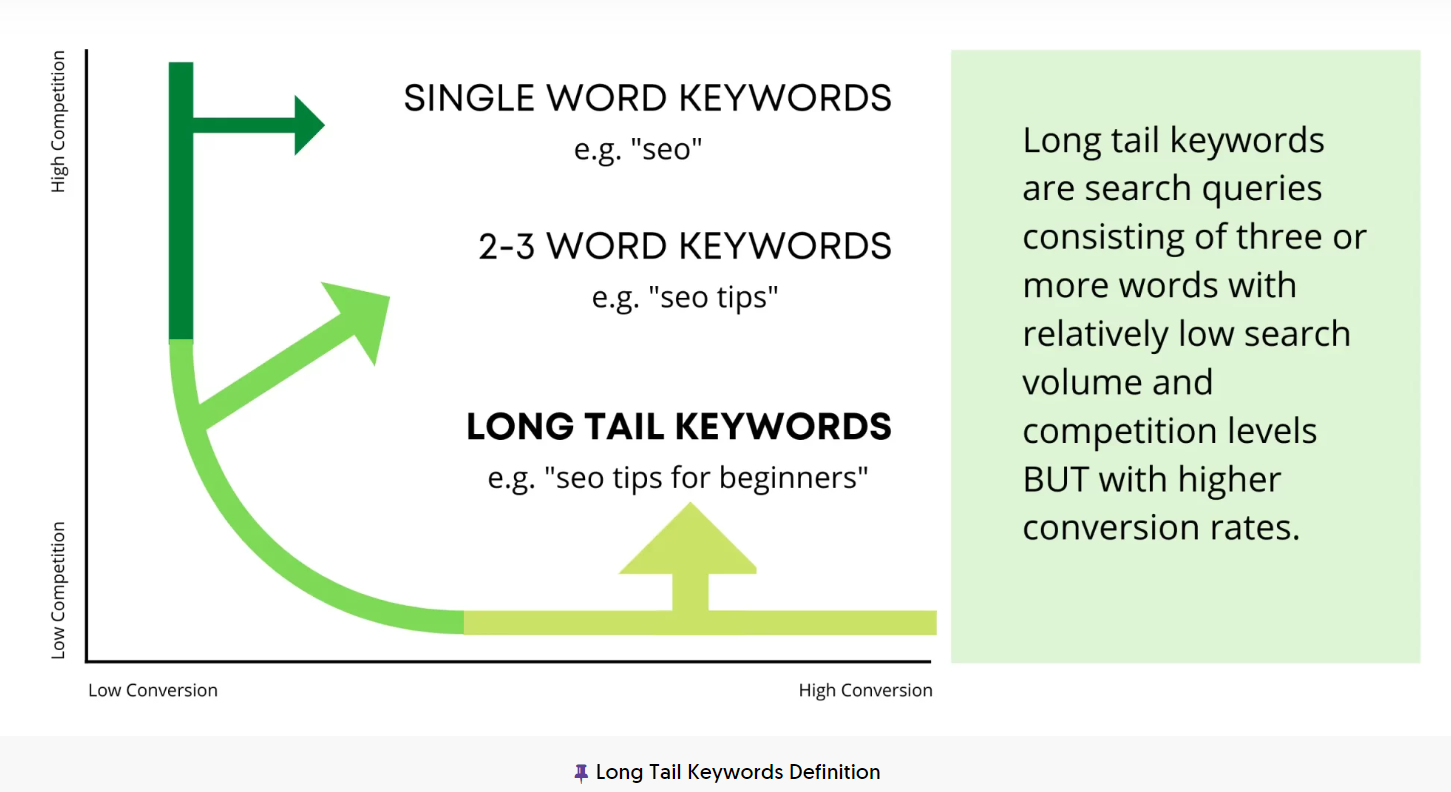 High Competition
SINGLE WORD KEYWORDS
e.g. "seo"
2-3 WORD KEYWORDS
e.g. "seo tips"
LONG TAIL KEYWORDS
e.g. "seo tips for beginners"
Low Competition
Low Conversion
High Conversion
Long tail keywords
are search queries
consisting of three or
more words with
relatively low search
volume and
competition levels
BUT with higher
conversion rates.
Long Tail Keywords Definition